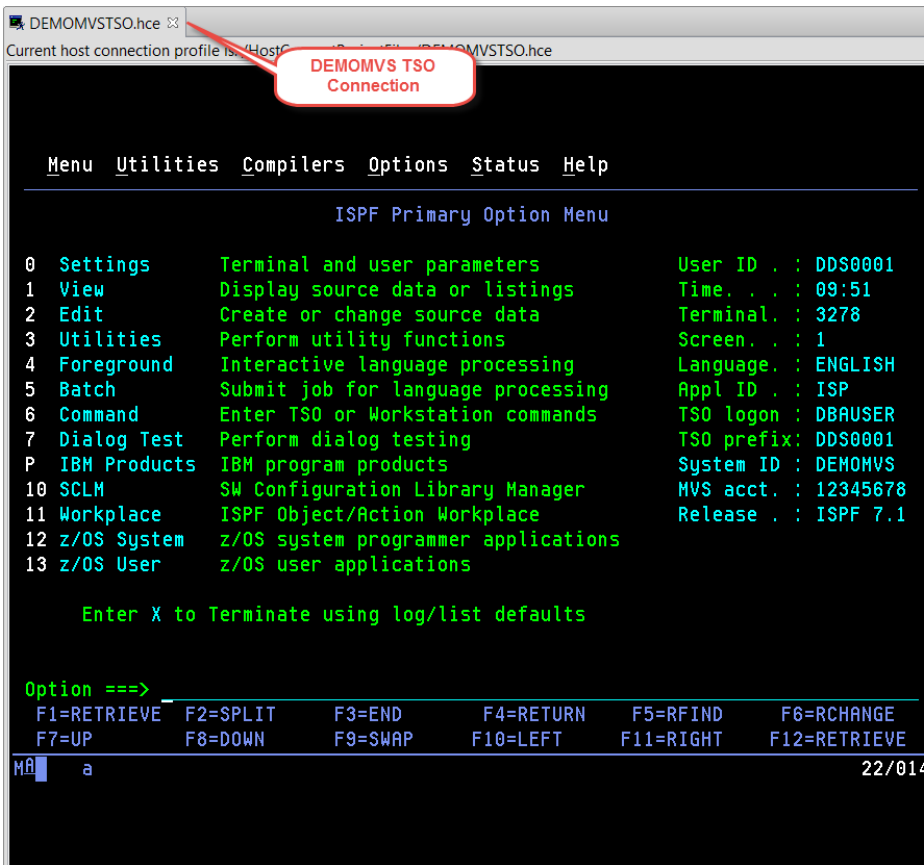 DEMOMVSTSO.hce
Current host connection profile is: /HostConnectProjectFiles/DEMOMVSTSO.hce
DEMOMVS TSO
Connection
Menu Utilities Compilers Options Status Help
ISPF Primary Option Menu
0 Settings Terminal and user parameters User ID . : DDS0001
1 View Display source data or listings Time. . . : 09:51
2 Edit Create or change source data Terminal. : 3278
3 Utilities Perform utility functions Screen. . : 1
4 Foreground Interactive language processing Language. : ENGLISH
5 Batch Submit job for language processing Appl ID . : ISP
6 Command Enter TSO or Workstation commands TSO logon : DBAUSER
7 Dialog Test Perform dialog testing TSO prefix: DDS0001
P IBM Products IBM program products System ID : DEMOMVS
10 SCLM SW Configuration Library Manager MVS acct. : 12345678
11 Workplace ISPF Object/Action Workplace Release . : ISPF 7.1
12 z/OS System z/OS system programmer applications
13 z/OS User z/OS user applications
Enter X to Terminate using log/list defaults
Option ===>
F1=RETRIEVE F2=SPLIT F3=END F4=RETURN F5=RFIND F6=RCHANGE
F7=UP F8=DOWN F9=SWAP F10=LEFT F11=RIGHT F12=RETRIEVE
MA a 22/014